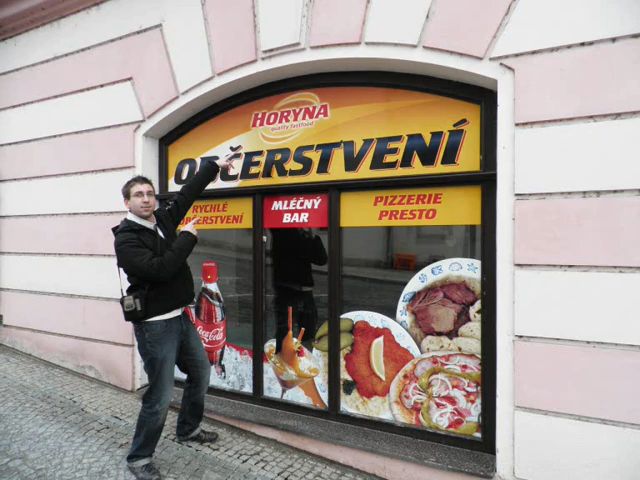 HORYNA
quality fastfood
OBČERSTVENÍ
RYCHLÉ
OBČERSTVENÍ
MLÉČNÝ
BAR
PIZZERIE
PRESTO
Coca-Cola